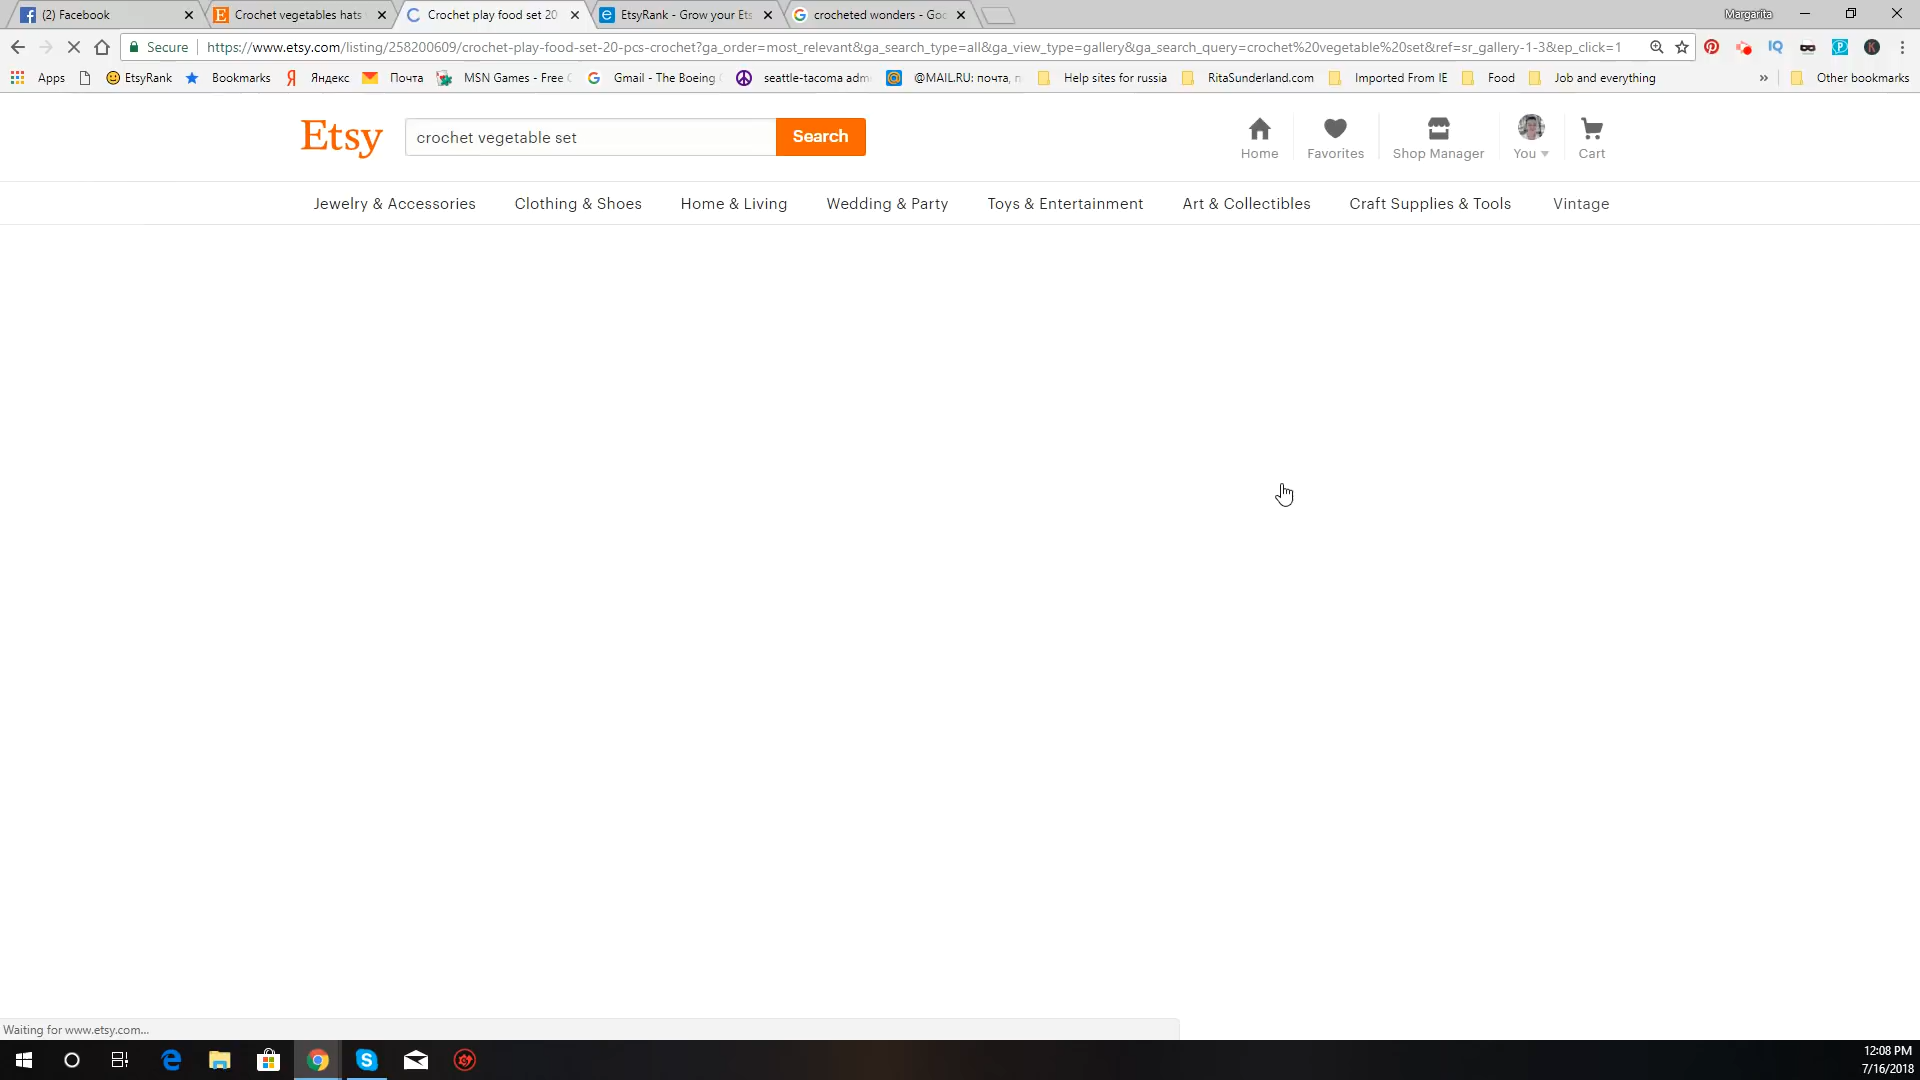 (2) Facebook
Crochet vegetables hats
Crochet play food set 20
EtsyRank - Grow your Ets
crocheted wonders - Goo
Margarita
Secure
https://www.etsy.com/listing/258200609/crochet-play-food-set-20-pcs-crochet?ga_order=most_relevant&ga_search_type=all&ga_view_type=gallery&ga_search_query=crochet%20vegetable%20set&ref=sr_gallery-1-3&ep_click=1
Apps
EtsyRank
Bookmarks
Яндекс
Почта
MSN Games - Free
Gmail - The Boeing
seattle-tacoma adm
@MAIL.RU: почта, п
Help sites for russia
RitaSunderland.com
Imported From IE
Food
Job and everything
»
Other bookmarks
Etsy
crochet vegetable set
Search
Home
Favorites
Shop Manager
You
Cart
Jewelry & Accessories
Clothing & Shoes
Home & Living
Wedding & Party
Toys & Entertainment
Art & Collectibles
Craft Supplies & Tools
Vintage
Waiting for www.etsy.com...
12:08 PM
7/16/2018